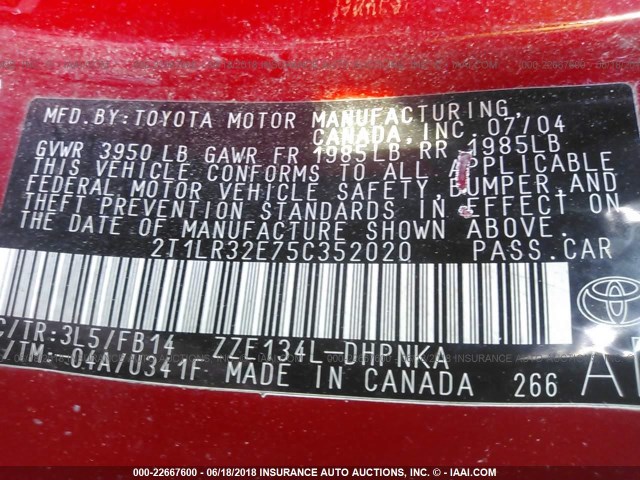 MFD.BY:TOYOTA MOTOR MANUFACTURING
CANADA, INC. 07/04
GVWR 3950 LB GAWR FR 1985LB RR 1985LB
THIS VEHICLE CONFORMS TO ALL APPLICABLE
FEDERAL MOTOR VEHICLE SAFETY, BUMPER, AND
THEFT PREVENTION STANDARDS IN EFFECT ON
THE DATE OF MANUFACTURE SHOWN ABOVE.
2T1LR32E75C352020 PASS.CAR
C/TR:3L5/FB14 ZZE134L-DHPNKA
/TM:-04A/U341F MADE IN CANADA 266
000-22667600 - 06/18/2018 INSURANCE AUTO AUCTIONS, INC. - IAAI.COM